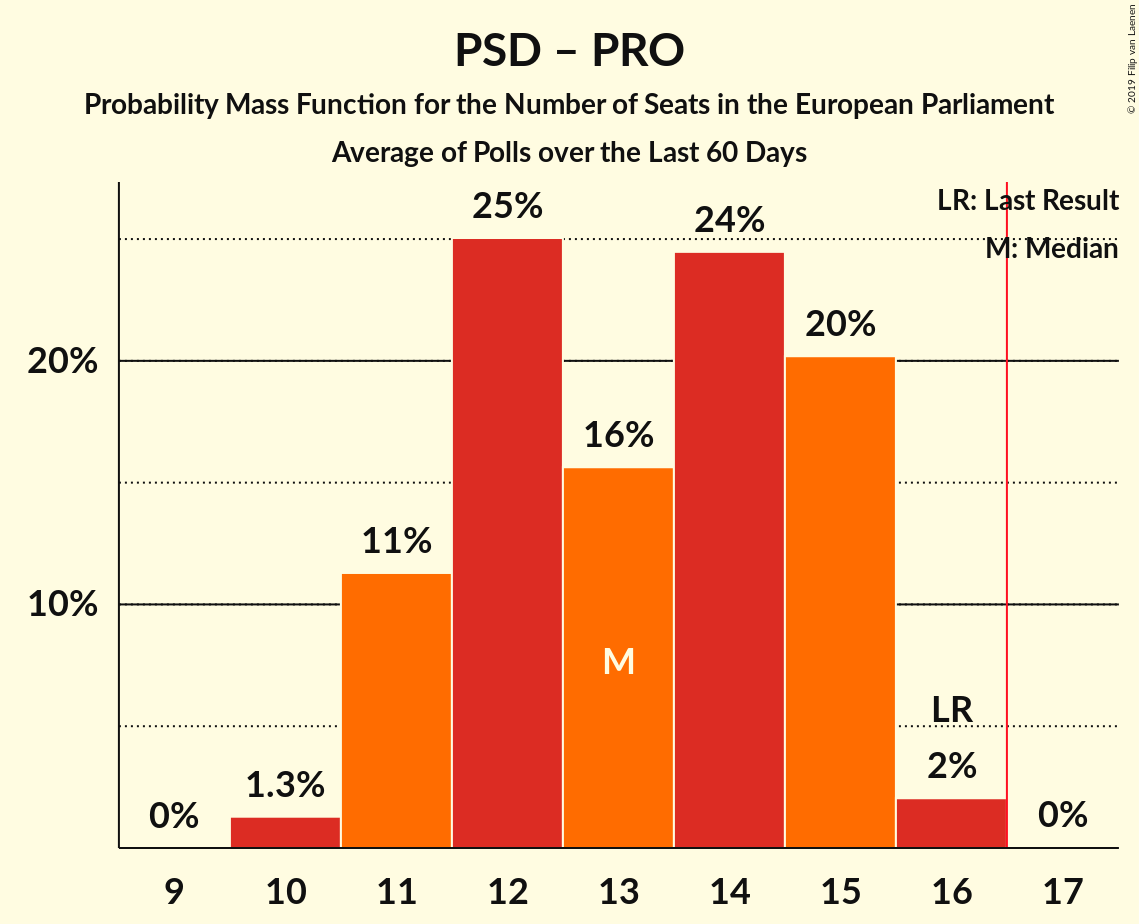 PSD – PRO
Probability Mass Function for the Number of Seats in the European Parliament
Average of Polls over the Last 60 Days
© 2019 Filip van Laenen
LR: Last Result
M: Median
25%
24%
20%
20%
16%
11%
10%
M
LR
2%
1.3%
0%
0%
9 10 11 12 13 14 15 16 17